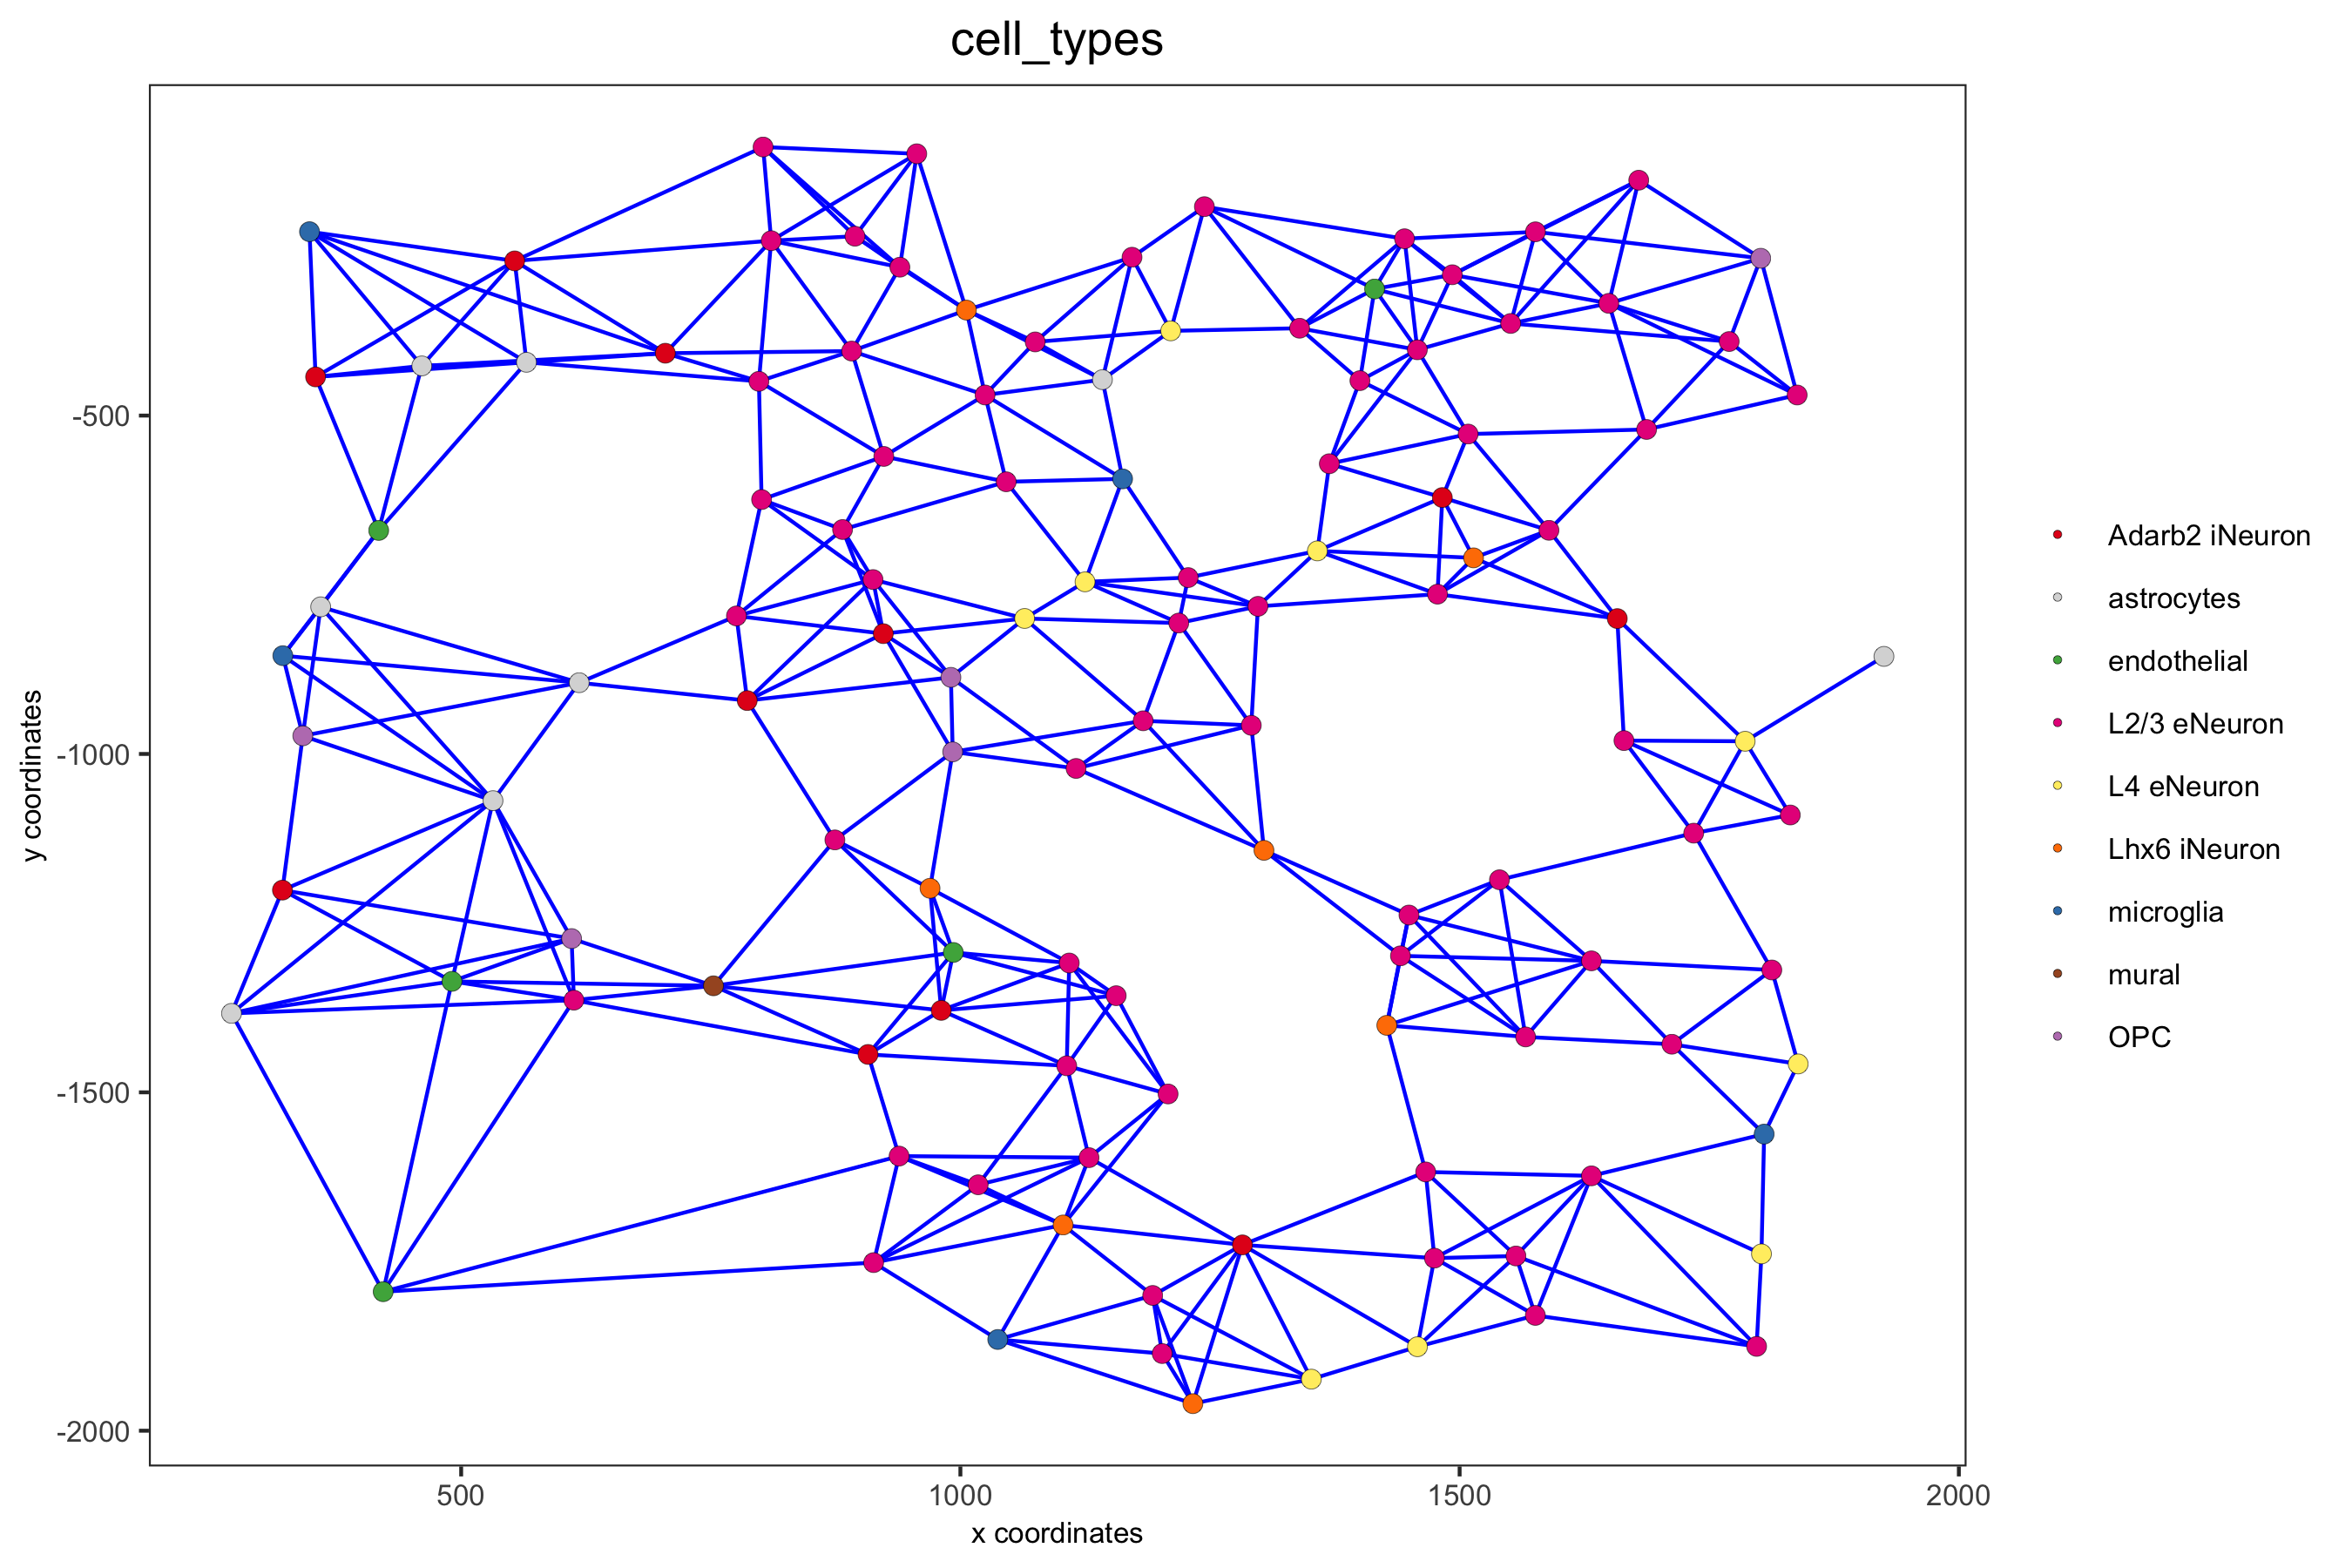 cell_types
y coordinates
-500
-1000
-1500
-2000
500
1000
1500
2000
x coordinates
Adarb2 iNeuron
astrocytes
endothelial
L2/3 eNeuron
L4 eNeuron
Lhx6 iNeuron
microglia
mural
OPC